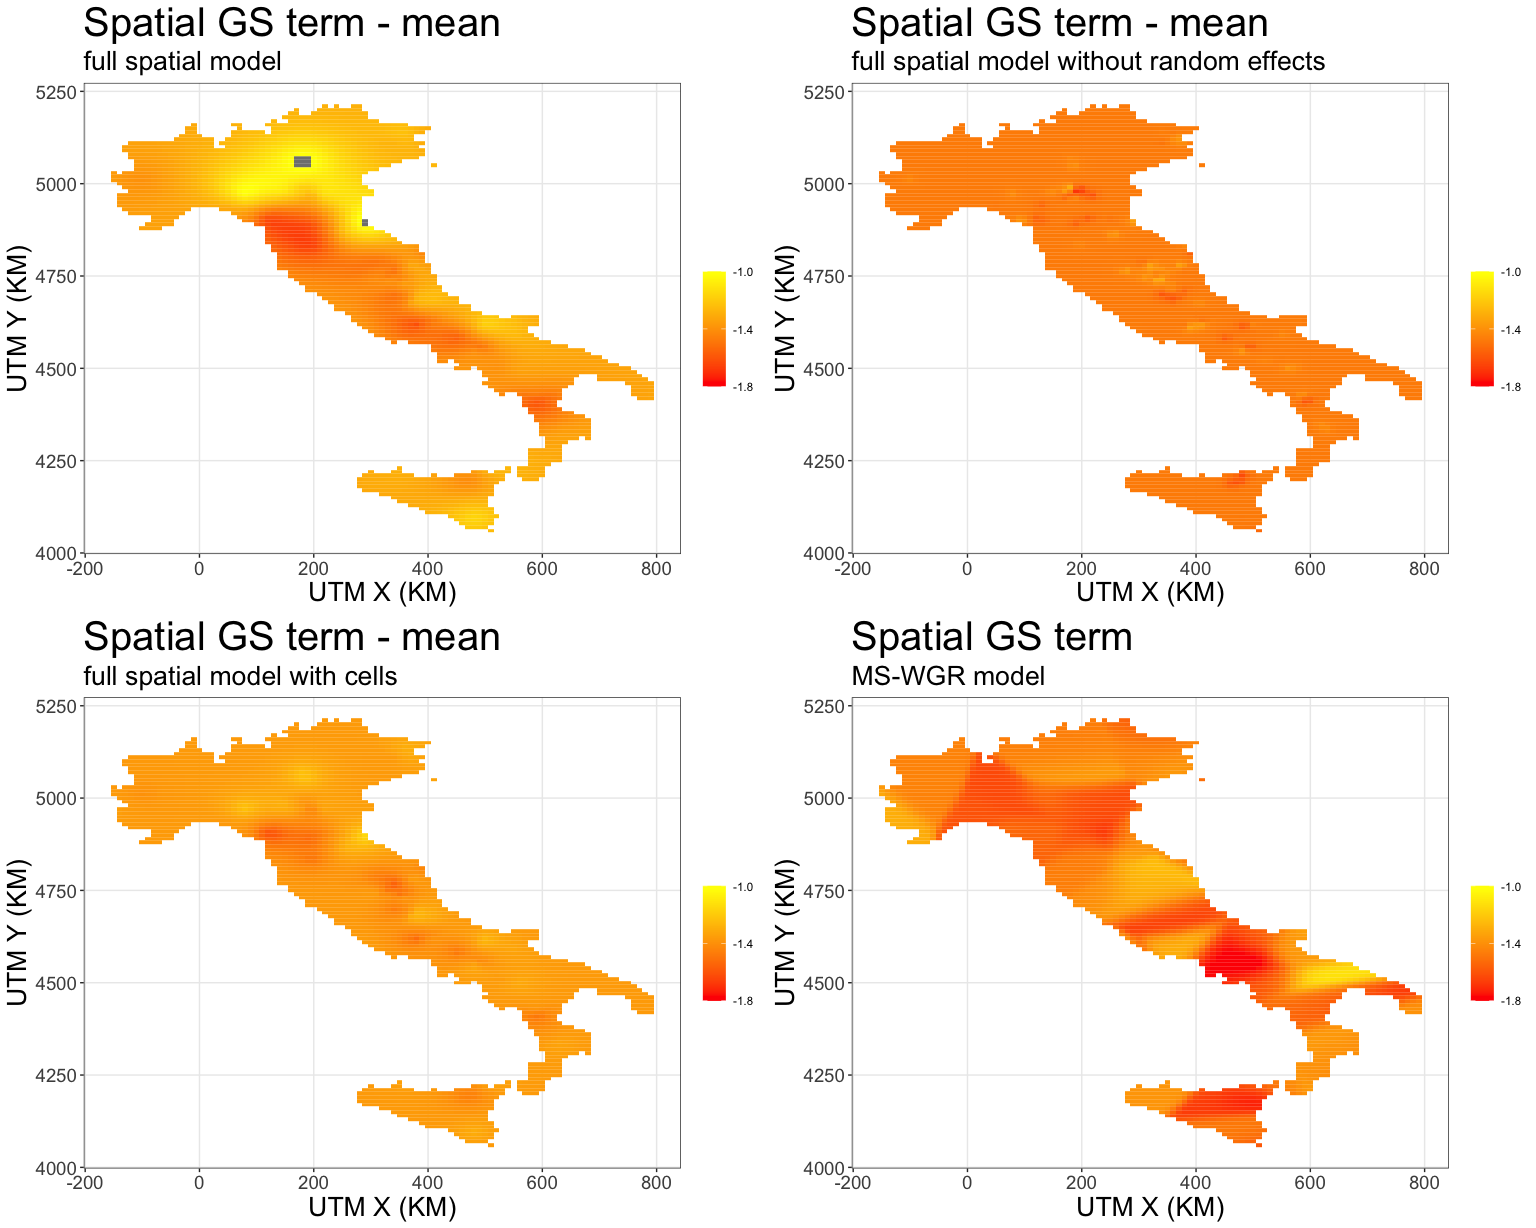 Spatial GS term - mean
full spatial model
5250
5000
4750
4500
4250
4000
-200 0 200 400 600 800
UTM X (KM)
UTM Y (KM)
-1.0
-1.4
-1.8
Spatial GS term - mean
full spatial model without random effects
5250
5000
4750
4500
4250
4000
-200 0 200 400 600 800
UTM X (KM)
UTM Y (KM)
-1.0
-1.4
-1.8
Spatial GS term - mean
full spatial model with cells
5250
5000
4750
4500
4250
4000
-200 0 200 400 600 800
UTM X (KM)
UTM Y (KM)
-1.0
-1.4
-1.8
Spatial GS term
MS-WGR model
5250
5000
4750
4500
4250
4000
-200 0 200 400 600 800
UTM X (KM)
UTM Y (KM)
-1.0
-1.4
-1.8